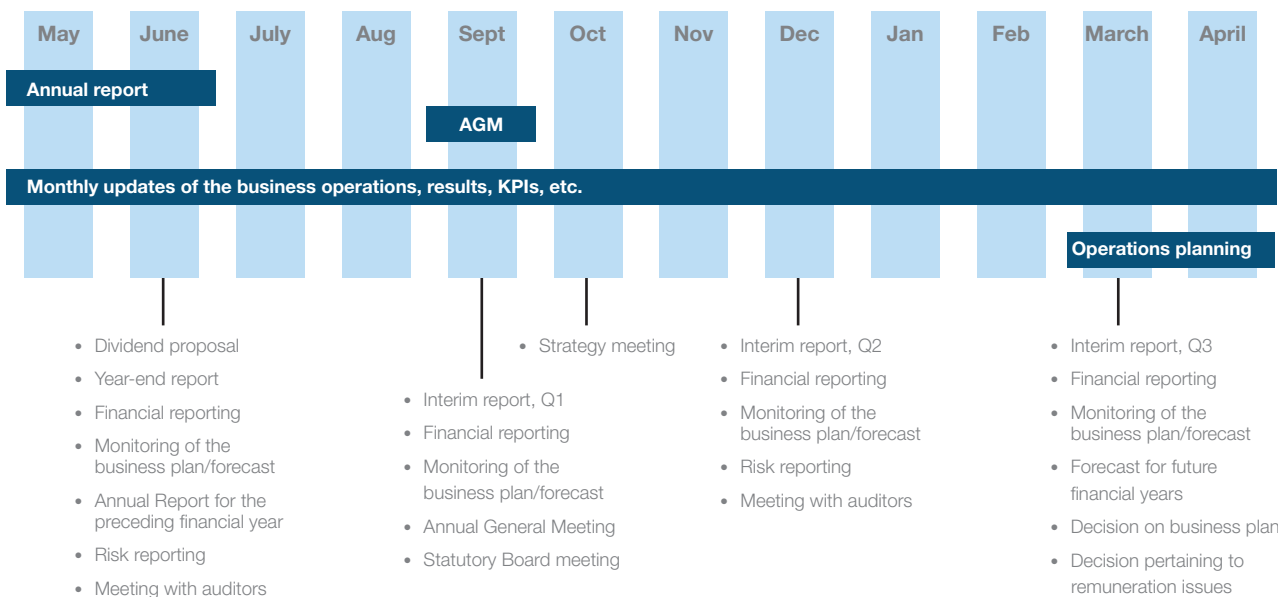 May June July Aug Sept Oct Nov Dec Jan Feb March April
Annual report
AGM
Monthly updates of the business operations, results, KPIs, etc.
Operations planning
• Dividend proposal
• Year-end report
• Financial reporting
• Monitoring of the
business plan/forecast
• Annual Report for the
preceding financial year
• Risk reporting
• Meeting with auditors
• Interim report, Q1
• Financial reporting
• Monitoring of the
business plan/forecast
• Annual General Meeting
• Statutory Board meeting
• Strategy meeting
• Interim report, Q2
• Financial reporting
• Monitoring of the
business plan/forecast
• Risk reporting
• Meeting with auditors
• Interim report, Q3
• Financial reporting
• Monitoring of the
business plan/forecast
• Forecast for future
financial years
• Decision on business plan
• Decision pertaining to
remuneration issues